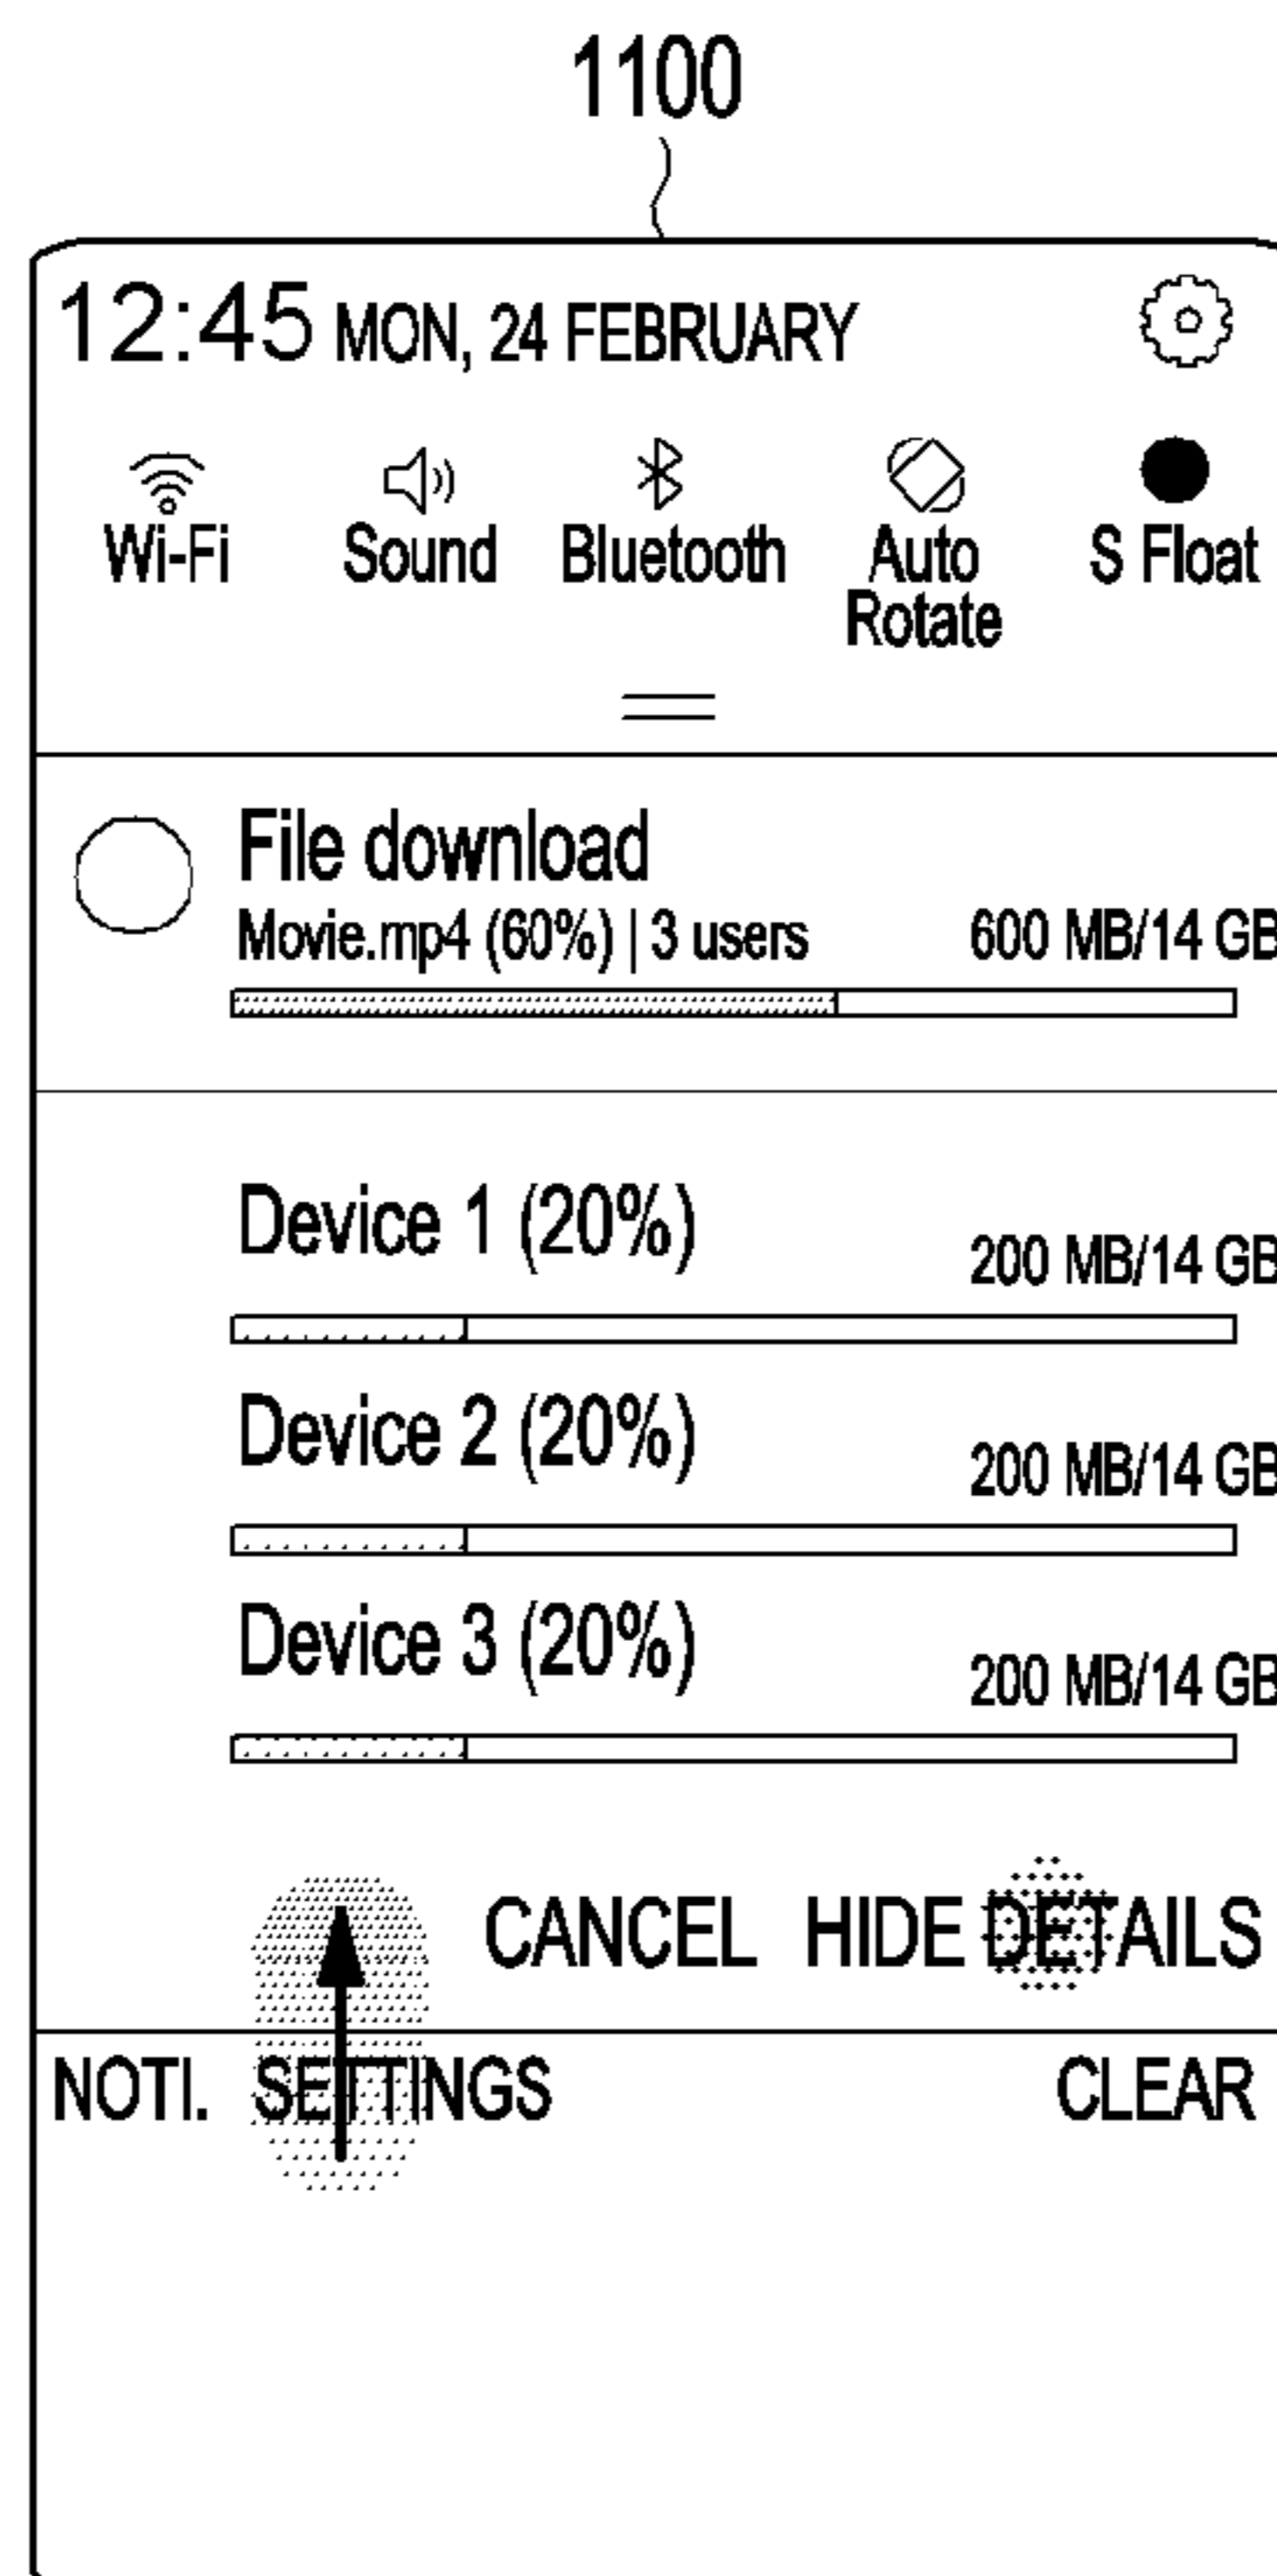 1100
12:45 MON, 24 FEBRUARY
Wi-Fi Sound Bluetooth Auto Rotate S Float
File download
Movie.mp4 (60%) | 3 users 600 MB/14 GB
Device 1 (20%)
200 MB/14 GB
Device 2 (20%)
200 MB/14 GB
Device 3 (20%)
200 MB/14 GB
CANCEL HIDE DETAILS
NOTI. SETTINGS CLEAR